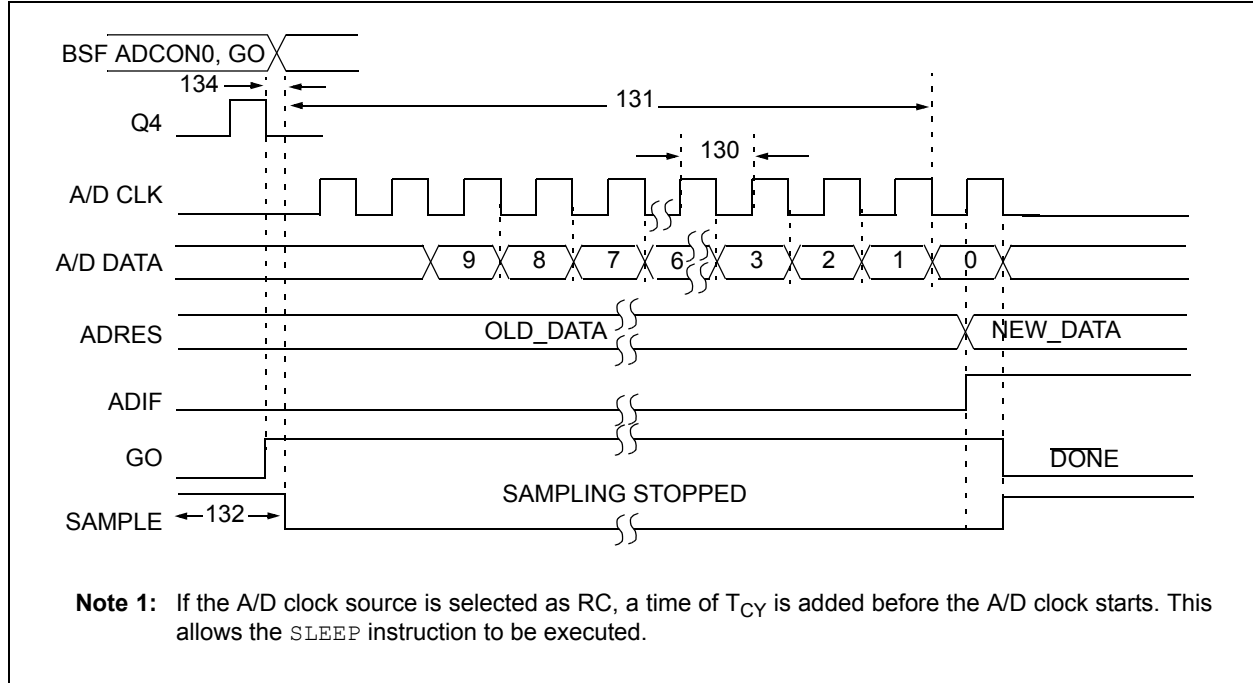 BSF ADCON0, GO
134
131
Q4
130
A/D CLK
A/D DATA 9 8 7 6 3 2 1 0
ADRES OLD_DATA NEW_DATA
ADIF
GO DONE
SAMPLING STOPPED
SAMPLE 132
Note 1: If the A/D clock source is selected as RC, a time of TCY is added before the A/D clock starts. This
allows the SLEEP instruction to be executed.